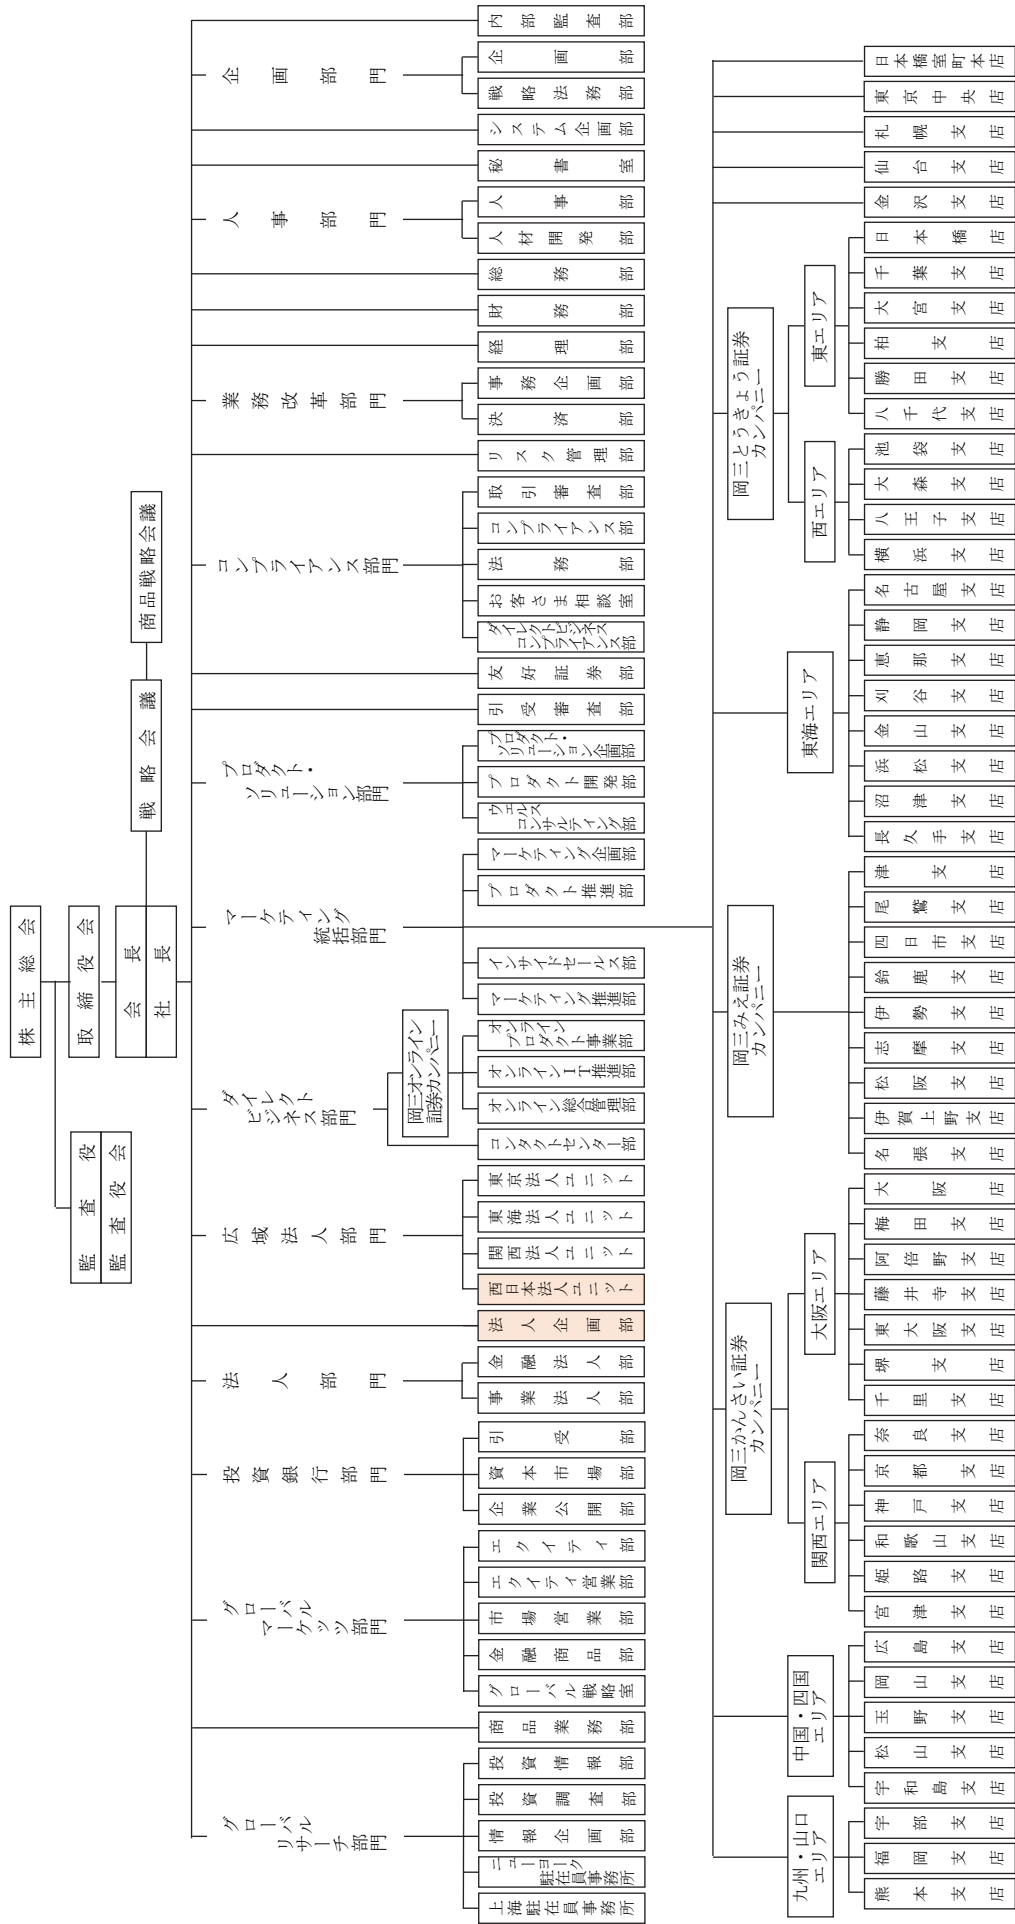 株主総会
取締役会
会長
社長
監査役
監査役会
戦略会議
商品戦略会議
グローバル
リサーチ部門
グローバル
マーケッツ部門
投資銀行部門
法人部門
広域法人部門
ダイレクト
ビジネス部門
マーケティング
統括部門
プロダクト・
ソリューション部門
コンプライアンス部門
業務改革部門
人事部門
企画部門
岡三オンライン
証券カンパニー
上海駐在員事務所
ニューヨーク
駐在員事務所
情報企画部
投資調査部
投資情報部
商品業務部
グローバル戦略室
金融商品部
市場営業部
エクイティ営業部
エクイティ部
企業公開部
資本市場部
引受部
事業法人部
金融法人部
法人企画部
西日本法人ユニット
関西法人ユニット
東海法人ユニット
東京法人ユニット
コンタクトセンター部
オンライン総合管理部
オンラインIT推進部
オンライン
プロダクト事業部
マーケティング推進部
インサイドセールス部
プロダクト推進部
マーケティング企画部
ウェルス
コンサルティング部
プロダクト開発部
プロダクト・
ソリューション企画部
引受審査部
友好証券部
ダイレクトビジネス
コンプライアンス部
お客さま相談室
法務部
コンプライアンス部
取引審査部
リスク管理部
決済部
事務企画部
経理部
財務部
総務部
人材開発部
人事部
秘書室
システム企画部
戦略法務部
企画部
内部監査部
九州・山口
エリア
中国・四国
エリア
岡三かんさい証券
カンパニー
関西エリア
大阪エリア
岡三みえ証券
カンパニー
東海エリア
岡三とうきょう証券
カンパニー
西エリア
東エリア
熊本支店
福岡支店
宇部支店
宇和島支店
松山支店
玉野支店
岡山支店
広島支店
宮津支店
姫路支店
和歌山支店
神戸支店
京都支店
奈良支店
千里支店
堺支店
東大阪支店
藤井寺支店
阿倍野支店
梅田支店
大阪店
名張支店
伊賀上野支店
松阪支店
志摩支店
伊勢支店
鈴鹿支店
四日市支店
尾鷲支店
津支店
長久手支店
沼津支店
浜松支店
金山支店
刈谷支店
恵那支店
静岡支店
名古屋支店
横浜支店
八王子支店
大森支店
池袋支店
八千代支店
勝田支店
柏支店
大宮支店
千葉支店
日本橋店
金沢支店
仙台支店
札幌支店
東京中央店
日本橋室町本店